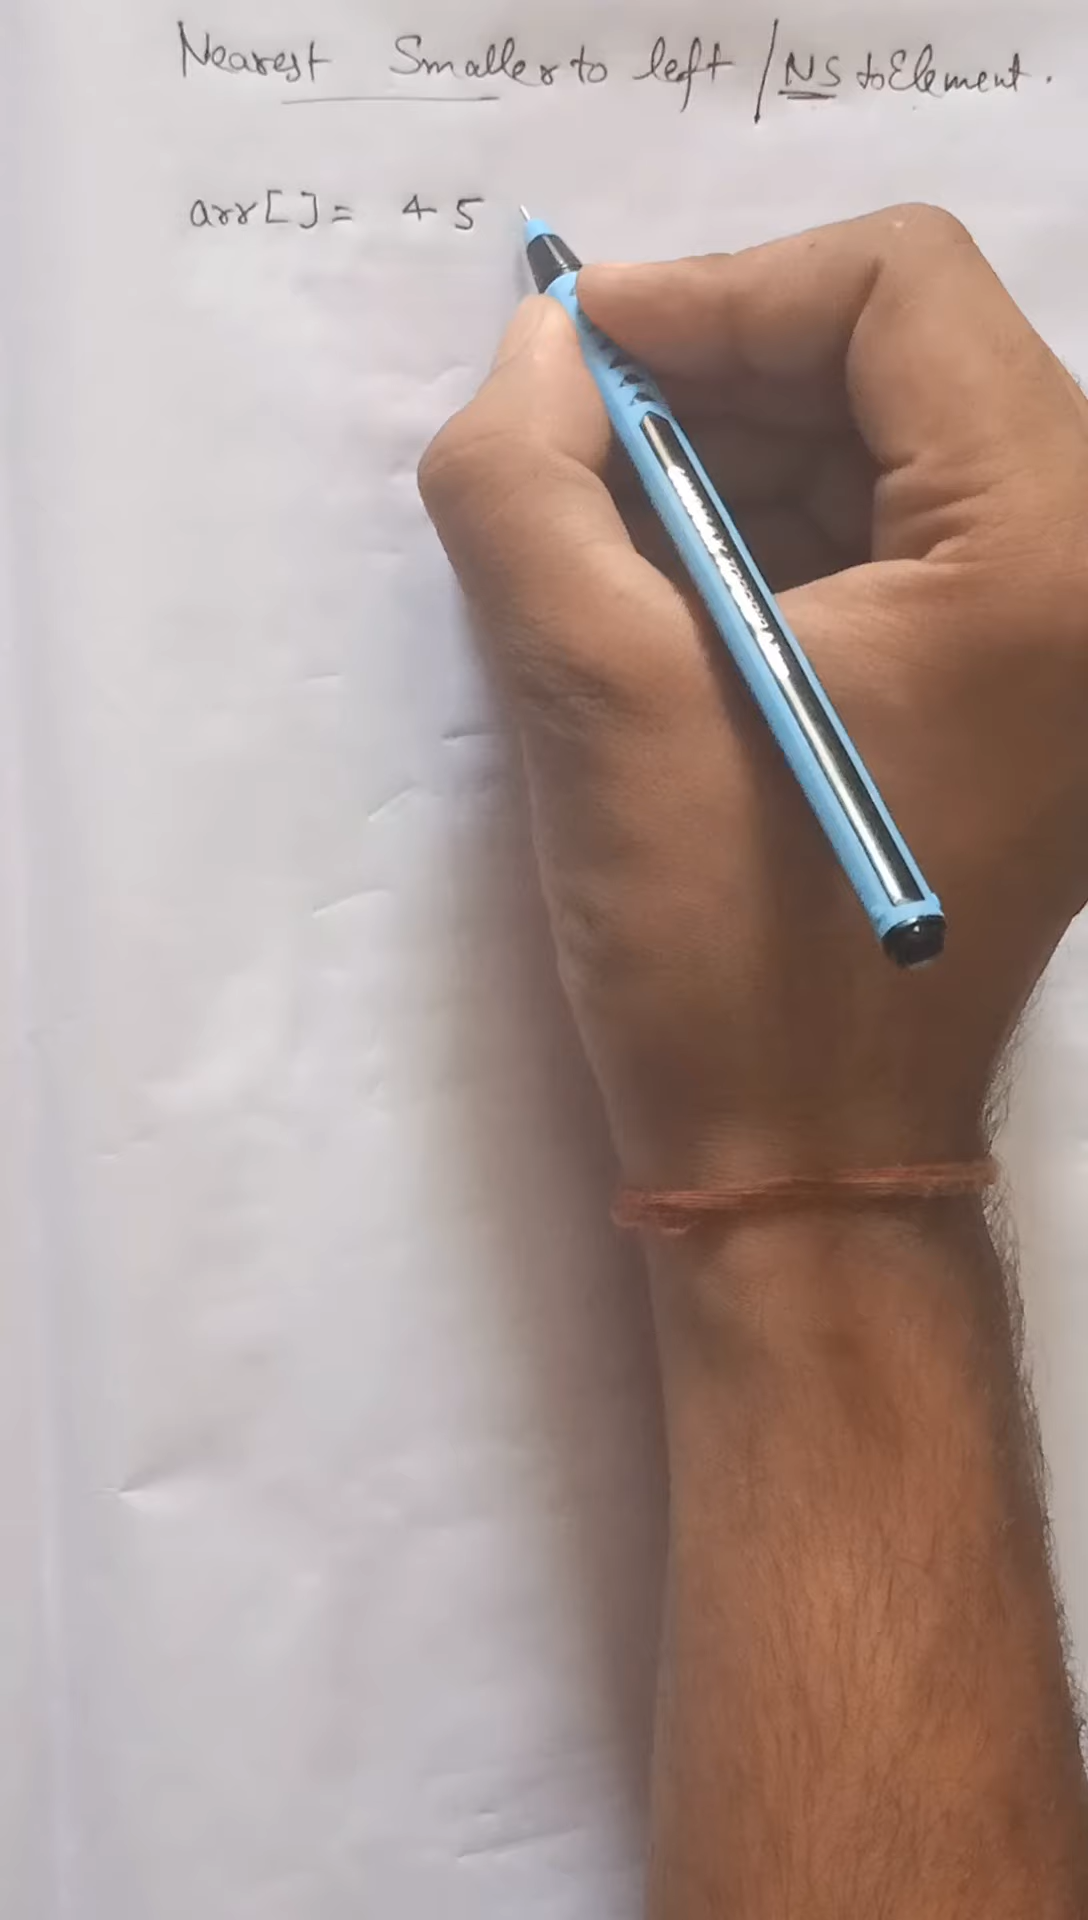 Nearest Smaller to left / NS to Element.
arr[] = 4 5